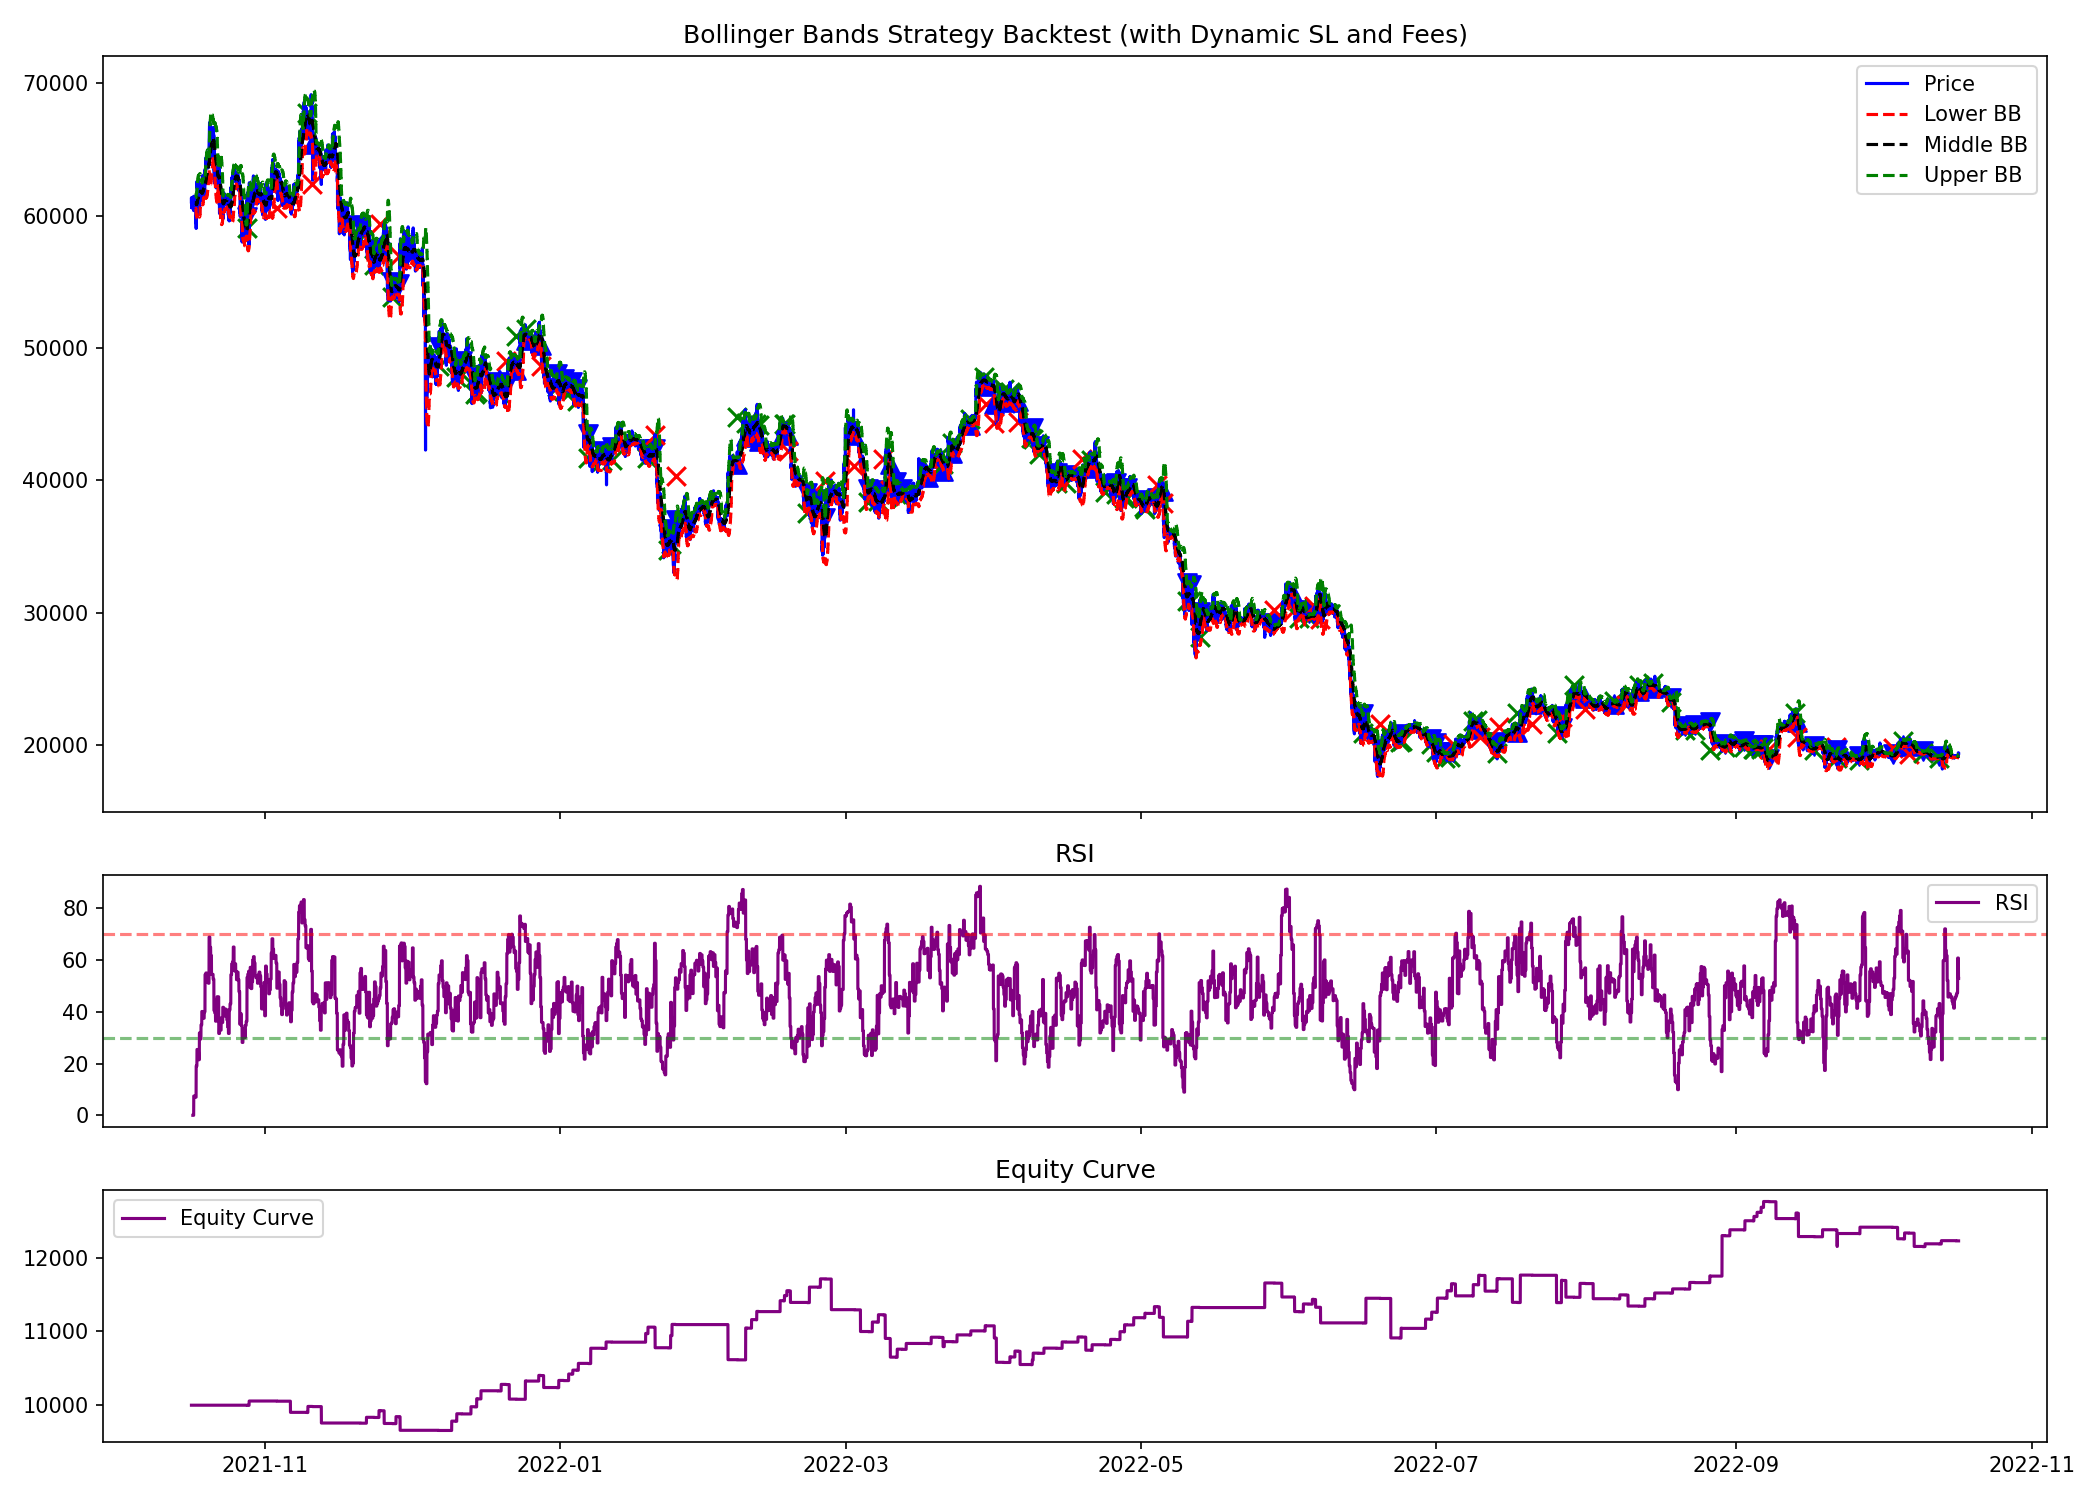 Bollinger Bands Strategy Backtest (with Dynamic SL and Fees)
70000
60000
50000
40000
30000
20000
Price
Lower BB
Middle BB
Upper BB
RSI
80
60
40
20
0
RSI
Equity Curve
Equity Curve
12000
11000
10000
2021-11
2022-01
2022-03
2022-05
2022-07
2022-09
2022-11